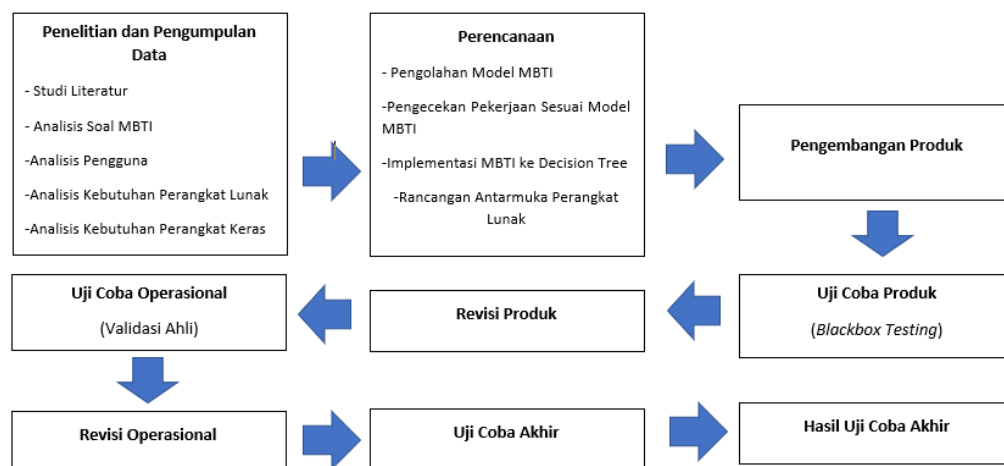 Penelitian dan Pengumpulan
Data
- Studi Literatur
- Analisis Soal MBTI
-Analisis Pengguna
-Analisis Kebutuhan Perangkat Lunak
-Analisis Kebutuhan Perangkat Keras
Perencanaan
- Pengolahan Model MBTI
-Pengecekan Pekerjaan Sesuai Model
MBTI
-Implementasi MBTI ke Decision Tree
-Rancangan Antarmuka Perangkat
Lunak
Pengembangan Produk
Uji Coba Produk
(Blackbox Testing)
Revisi Produk
Uji Coba Operasional
(Validasi Ahli)
Revisi Operasional
Uji Coba Akhir
Hasil Uji Coba Akhir